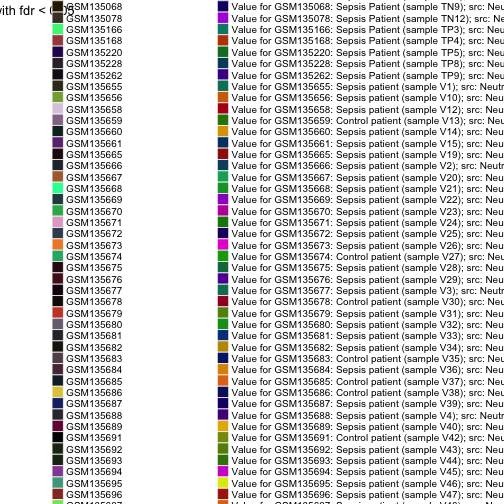 with fdr < 0.05
GSM135068 Value for GSM135068: Sepsis Patient (sample TN9); src: Neu
GSM135078 Value for GSM135078: Sepsis Patient (sample TN12); src: Ne
GSM135166 Value for GSM135166: Sepsis Patient (sample TP3); src: Neu
GSM135168 Value for GSM135168: Sepsis Patient (sample TP4); src: Neu
GSM135220 Value for GSM135220: Sepsis Patient (sample TP5); src: Neu
GSM135228 Value for GSM135228: Sepsis Patient (sample TP8); src: Neu
GSM135262 Value for GSM135262: Sepsis Patient (sample TP9); src: Neu
GSM135655 Value for GSM135655: Sepsis patient (sample V1); src: Neutr
GSM135656 Value for GSM135656: Sepsis patient (sample V10); src: Neu
GSM135658 Value for GSM135658: Sepsis patient (sample V12); src: Neu
GSM135659 Value for GSM135659: Control patient (sample V13); src: Neu
GSM135660 Value for GSM135660: Sepsis patient (sample V14); src: Neu
GSM135661 Value for GSM135661: Sepsis patient (sample V15); src: Neu
GSM135665 Value for GSM135665: Sepsis patient (sample V19); src: Neu
GSM135666 Value for GSM135666: Sepsis patient (sample V2); src: Neutr
GSM135667 Value for GSM135667: Sepsis patient (sample V20); src: Neu
GSM135668 Value for GSM135668: Sepsis patient (sample V21); src: Neu
GSM135669 Value for GSM135669: Sepsis patient (sample V22); src: Neu
GSM135670 Value for GSM135670: Sepsis patient (sample V23); src: Neu
GSM135671 Value for GSM135671: Sepsis patient (sample V24); src: Neu
GSM135672 Value for GSM135672: Sepsis patient (sample V25); src: Neu
GSM135673 Value for GSM135673: Sepsis patient (sample V26); src: Neu
GSM135674 Value for GSM135674: Control patient (sample V27); src: Neu
GSM135675 Value for GSM135675: Sepsis patient (sample V28); src: Neu
GSM135676 Value for GSM135676: Sepsis patient (sample V29); src: Neu
GSM135677 Value for GSM135677: Sepsis patient (sample V3); src: Neutr
GSM135678 Value for GSM135678: Control patient (sample V30); src: Neu
GSM135679 Value for GSM135679: Sepsis patient (sample V31); src: Neu
GSM135680 Value for GSM135680: Sepsis patient (sample V32); src: Neu
GSM135681 Value for GSM135681: Sepsis patient (sample V33); src: Neu
GSM135682 Value for GSM135682: Sepsis patient (sample V34); src: Neu
GSM135683 Value for GSM135683: Control patient (sample V35); src: Neu
GSM135684 Value for GSM135684: Sepsis patient (sample V36); src: Neu
GSM135685 Value for GSM135685: Control patient (sample V37); src: Neu
GSM135686 Value for GSM135686: Control patient (sample V38); src: Neu
GSM135687 Value for GSM135687: Sepsis patient (sample V39); src: Neu
GSM135688 Value for GSM135688: Sepsis patient (sample V4); src: Neutr
GSM135689 Value for GSM135689: Sepsis patient (sample V40); src: Neu
GSM135691 Value for GSM135691: Control patient (sample V42); src: Neu
GSM135692 Value for GSM135692: Sepsis patient (sample V43); src: Neu
GSM135693 Value for GSM135693: Sepsis patient (sample V44); src: Neu
GSM135694 Value for GSM135694: Sepsis patient (sample V45); src: Neu
GSM135695 Value for GSM135695: Sepsis patient (sample V46); src: Neu
GSM135696 Value for GSM135696: Sepsis patient (sample V47); src: Neu